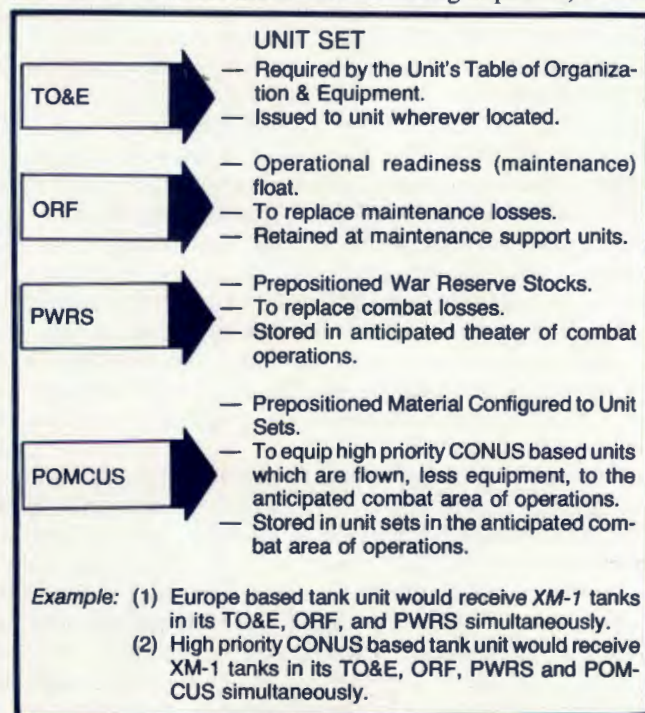 UNIT SET
TO&E
— Required by the Unit's Table of Organiza-
tion & Equipment.
— Issued to unit wherever located.
ORF
— Operational readiness (maintenance)
float.
— To replace maintenance losses.
— Retained at maintenance support units.
PWRS
— Prepositioned War Reserve Stocks.
— To replace combat losses.
— Stored in anticipated theater of combat
operations.
POMCUS
— Prepositioned Material Configured to Unit
Sets.
— To equip high priority CONUS based units
which are flown, less equipment, to the
anticipated combat area of operations.
— Stored in unit sets in the anticipated com-
bat area of operations.
Example: (1) Europe based tank unit would receive XM-1 tanks
in its TO&E, ORF, and PWRS simultaneously.
(2) High priority CONUS based tank unit would receive
XM-1 tanks in its TO&E, ORF, PWRS and POM-
CUS simultaneously.